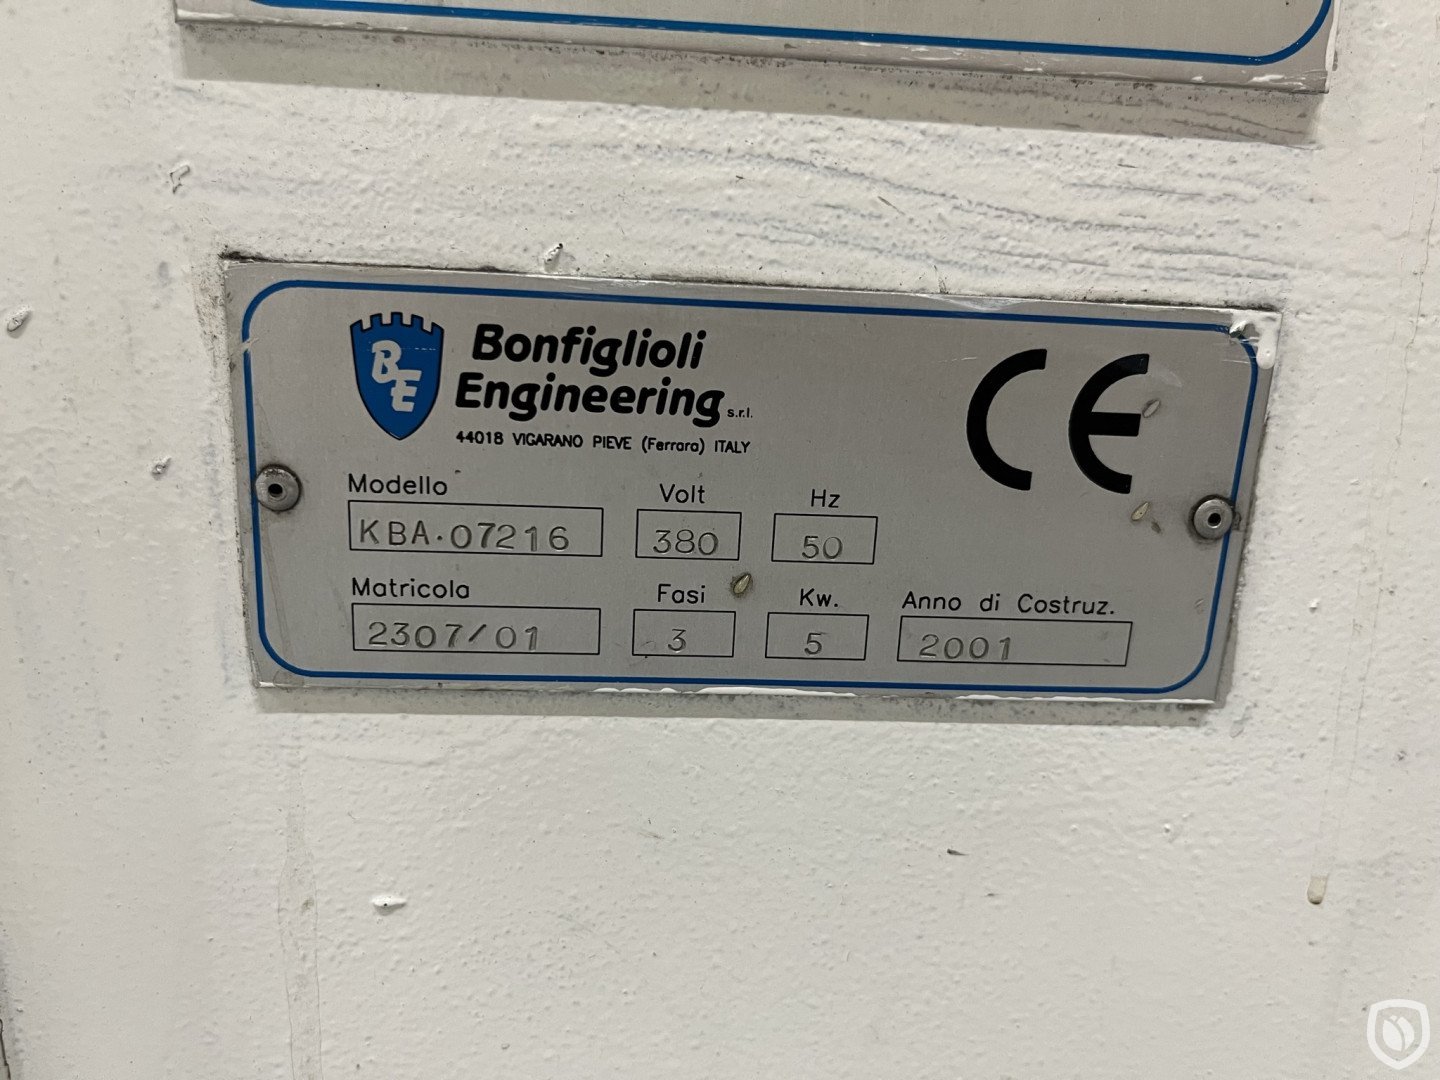 BE
Bonfiglioli
Engineering s.r.l.
44018 VIGARANO PIEVE (Ferrara) ITALY
CE
Modello Volt Hz
KBA.07216 380 50
Matricola Fasi Kw. Anno di Costruz.
2307/01 3 5 2001